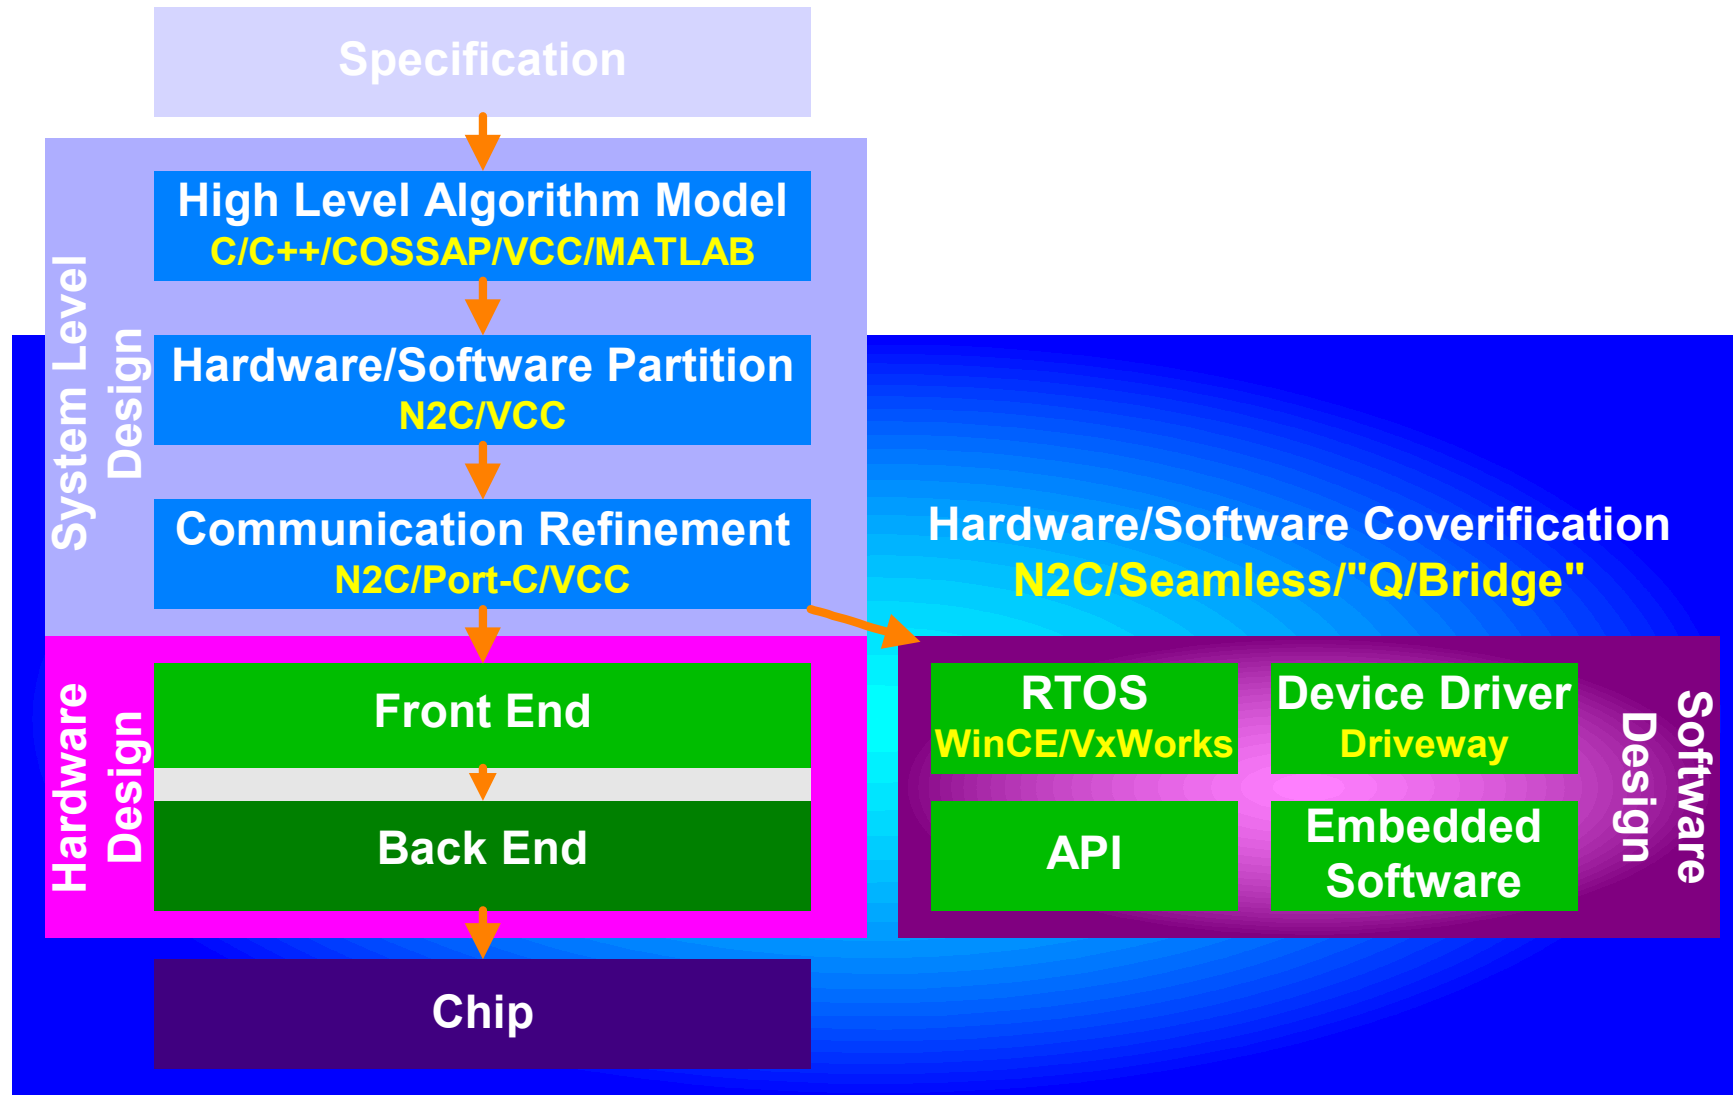 Specification
System Level
Design
High Level Algorithm Model
C/C++/COSSAP/VCC/MATLAB
Hardware/Software Partition
N2C/VCC
Communication Refinement
N2C/Port-C/VCC
Hardware/Software Coverification
N2C/Seamless/"Q/Bridge"
Hardware
Design
Front End
Back End
Software
Design
RTOS
WinCE/VxWorks
Device Driver
Driveway
API
Embedded
Software
Chip